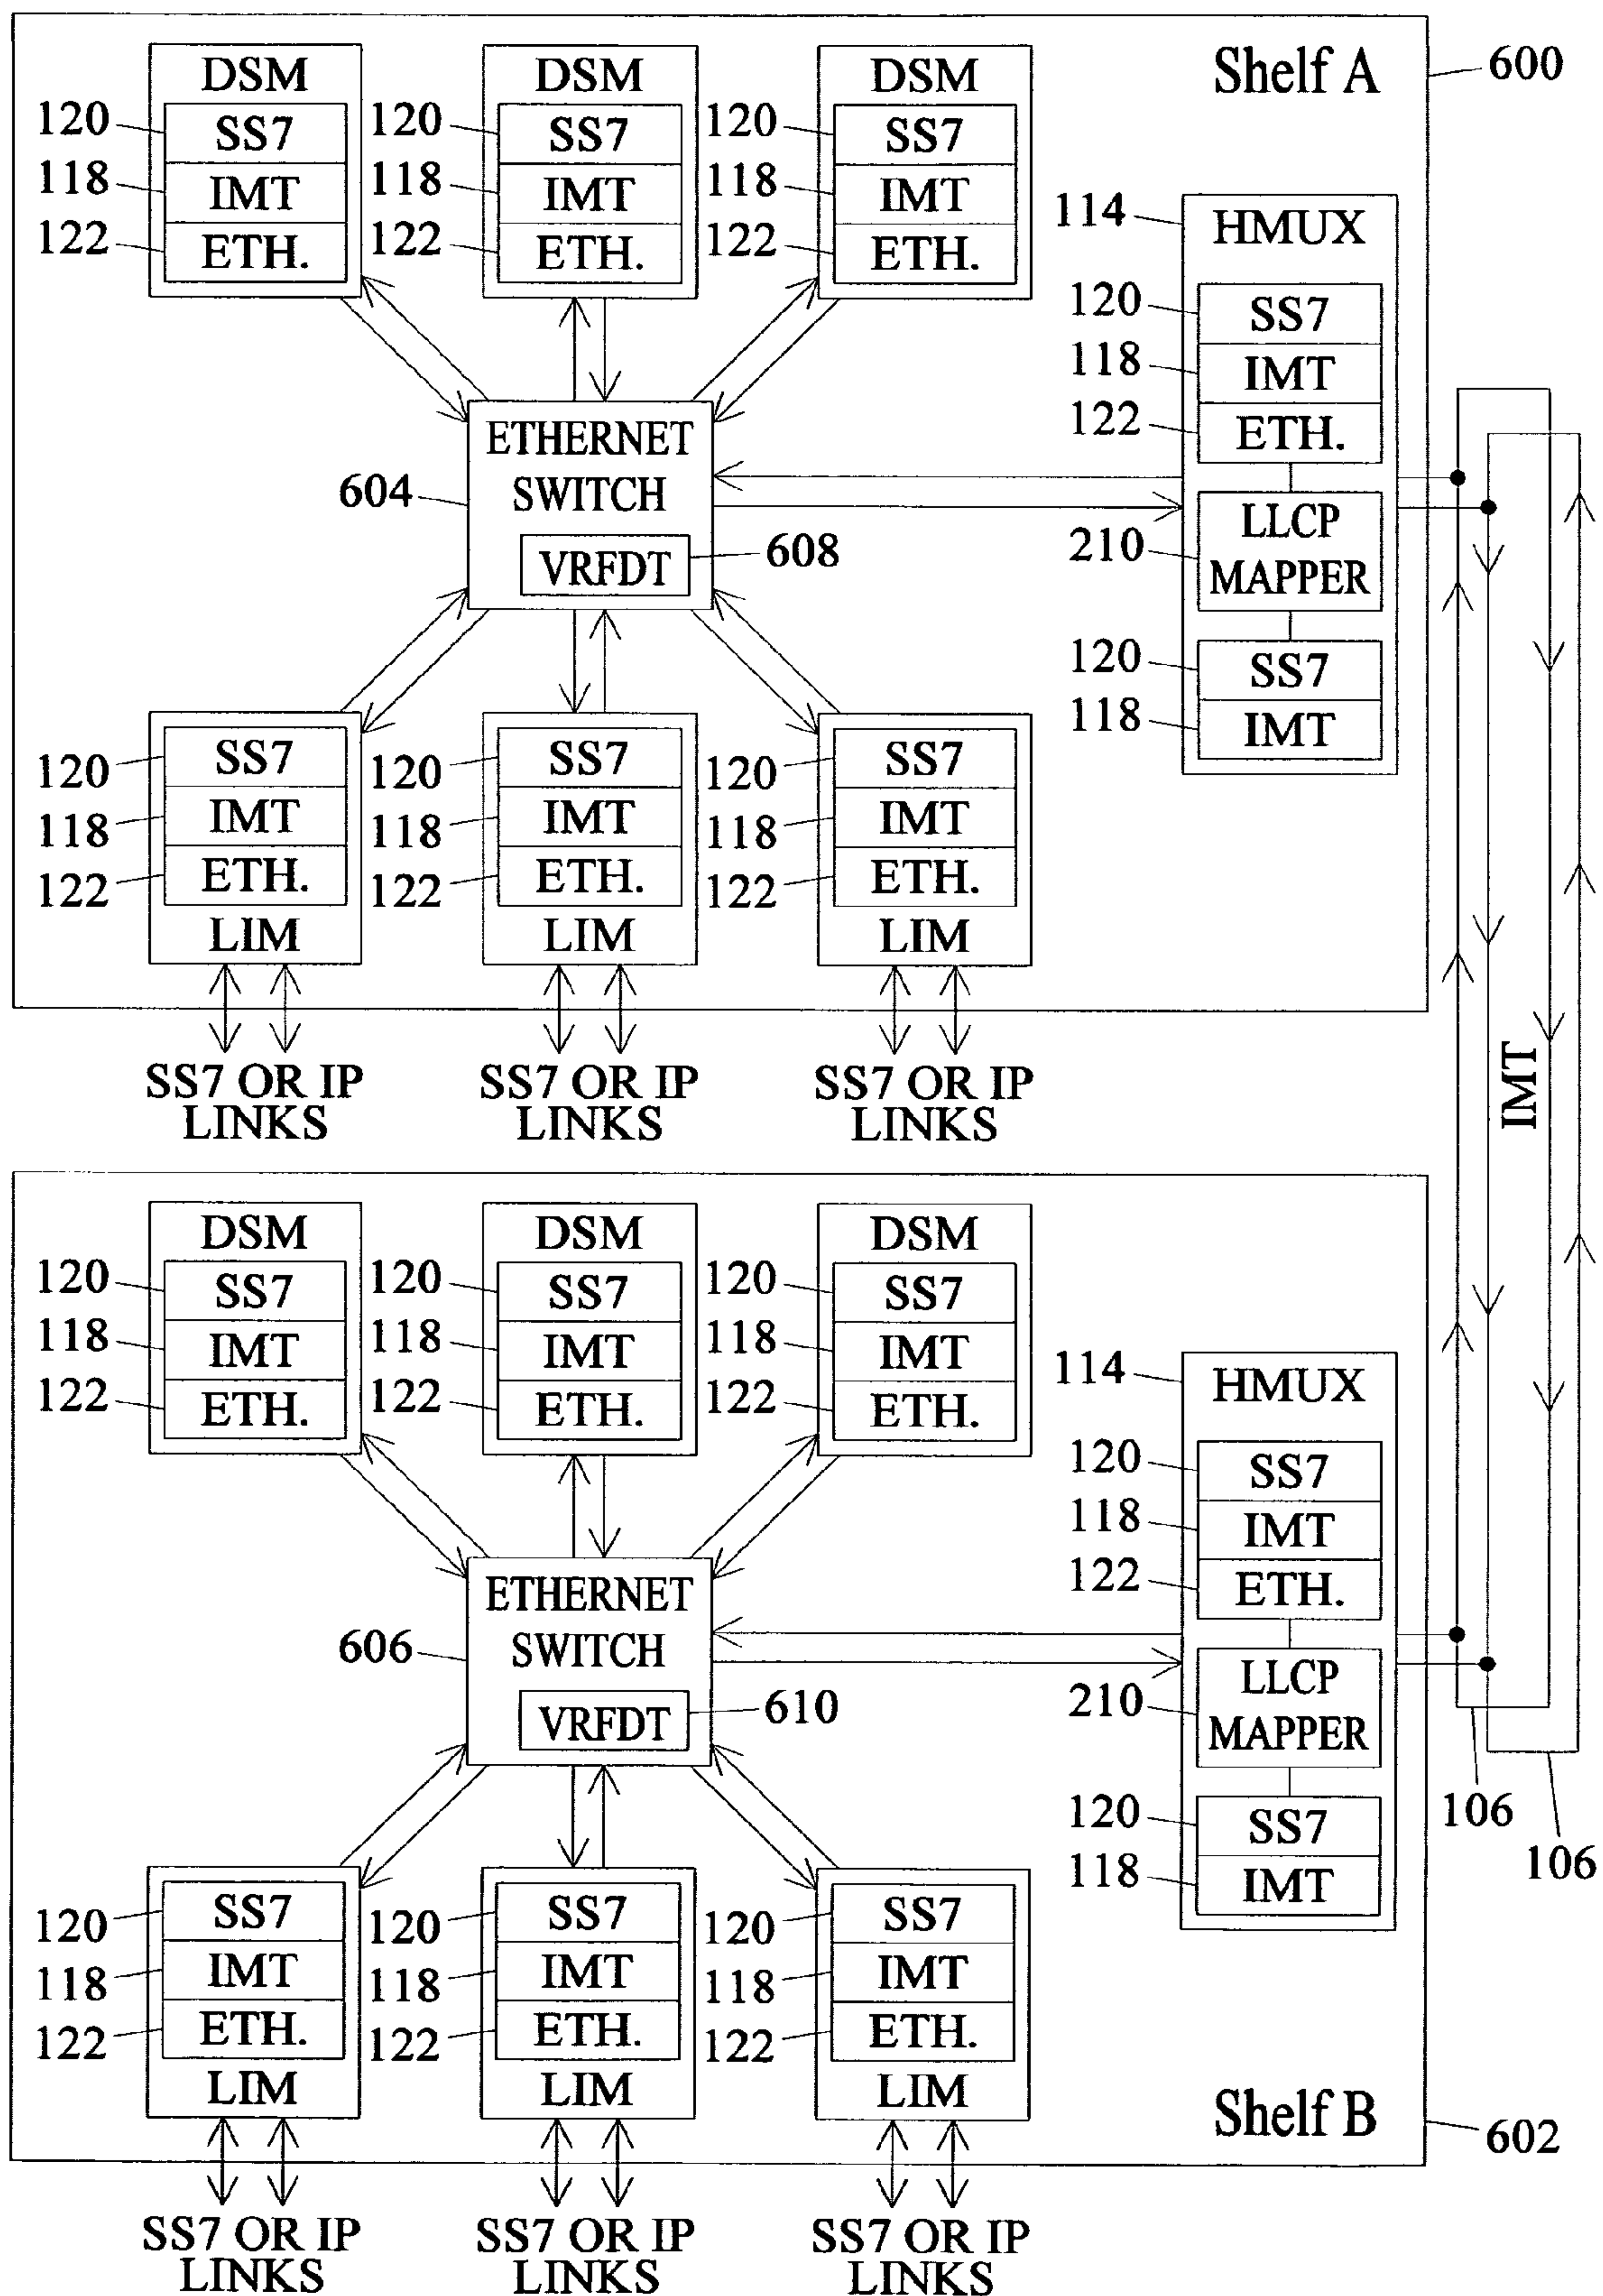 Shelf A
600
DSM
DSM
DSM
120 SS7 120 SS7 120 SS7
118 IMT 118 IMT 118 IMT
122 ETH. 122 ETH. 122 ETH.
114 HMUX
120 SS7
118 IMT
122 ETH.
ETHERNET
SWITCH
604
VRFDT 608
LLCP
210
MAPPER
120 SS7
118 IMT
120 SS7 120 SS7 120 SS7
118 IMT 118 IMT 118 IMT
122 ETH. 122 ETH. 122 ETH.
LIM
LIM
LIM
SS7 OR IP
LINKS
SS7 OR IP
LINKS
SS7 OR IP
LINKS
IMT
DSM
DSM
DSM
120 SS7 120 SS7 120 SS7
118 IMT 118 IMT 118 IMT
122 ETH. 122 ETH. 122 ETH.
114 HMUX
120 SS7
118 IMT
122 ETH.
ETHERNET
SWITCH
606
VRFDT 610
LLCP
210
MAPPER
120 SS7
118 IMT
106
106
120 SS7 120 SS7 120 SS7
118 IMT 118 IMT 118 IMT
122 ETH. 122 ETH. 122 ETH.
LIM
LIM
LIM
Shelf B
602
SS7 OR IP
LINKS
SS7 OR IP
LINKS
SS7 OR IP
LINKS